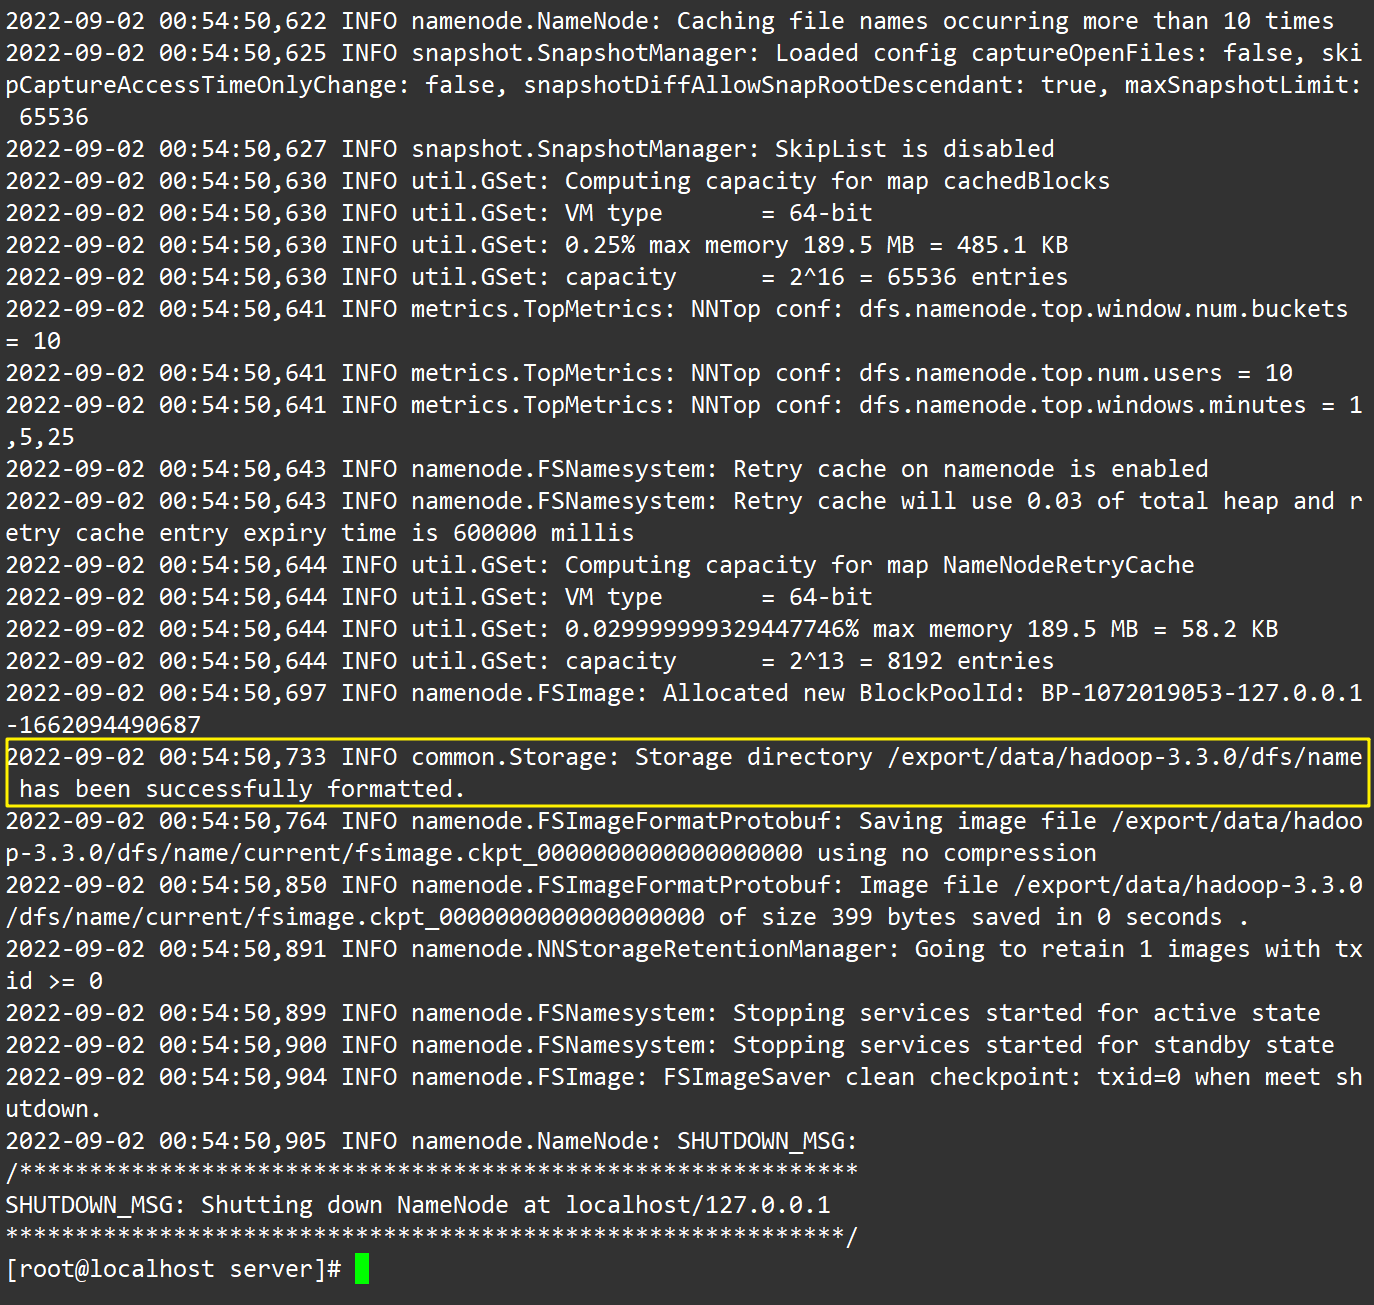 2022-09-02 00:54:50,622 INFO namenode.NameNode: Caching file names occurring more than 10 times
2022-09-02 00:54:50,625 INFO snapshot.SnapshotManager: Loaded config captureOpenFiles: false, ski
pCaptureAccessTimeOnlyChange: false, snapshotDiffAllowSnapRootDescendant: true, maxSnapshotLimit:
 65536
2022-09-02 00:54:50,627 INFO snapshot.SnapshotManager: SkipList is disabled
2022-09-02 00:54:50,630 INFO util.GSet: Computing capacity for map cachedBlocks
2022-09-02 00:54:50,630 INFO util.GSet: VM type       = 64-bit
2022-09-02 00:54:50,630 INFO util.GSet: 0.25% max memory 189.5 MB = 485.1 KB
2022-09-02 00:54:50,630 INFO util.GSet: capacity      = 2^16 = 65536 entries
2022-09-02 00:54:50,641 INFO metrics.TopMetrics: NNTop conf: dfs.namenode.top.window.num.buckets
= 10
2022-09-02 00:54:50,641 INFO metrics.TopMetrics: NNTop conf: dfs.namenode.top.num.users = 10
2022-09-02 00:54:50,641 INFO metrics.TopMetrics: NNTop conf: dfs.namenode.top.windows.minutes = 1
,5,25
2022-09-02 00:54:50,643 INFO namenode.FSNamesystem: Retry cache on namenode is enabled
2022-09-02 00:54:50,643 INFO namenode.FSNamesystem: Retry cache will use 0.03 of total heap and r
etry cache entry expiry time is 600000 millis
2022-09-02 00:54:50,644 INFO util.GSet: Computing capacity for map NameNodeRetryCache
2022-09-02 00:54:50,644 INFO util.GSet: VM type       = 64-bit
2022-09-02 00:54:50,644 INFO util.GSet: 0.029999999329447746% max memory 189.5 MB = 58.2 KB
2022-09-02 00:54:50,644 INFO util.GSet: capacity      = 2^13 = 8192 entries
2022-09-02 00:54:50,697 INFO namenode.FSImage: Allocated new BlockPoolId: BP-1072019053-127.0.0.1
-1662094490687
2022-09-02 00:54:50,733 INFO common.Storage: Storage directory /export/data/hadoop-3.3.0/dfs/name
 has been successfully formatted.
2022-09-02 00:54:50,764 INFO namenode.FSImageFormatProtobuf: Saving image file /export/data/hadoo
p-3.3.0/dfs/name/current/fsimage.ckpt_0000000000000000000 using no compression
2022-09-02 00:54:50,850 INFO namenode.FSImageFormatProtobuf: Image file /export/data/hadoop-3.3.0
/dfs/name/current/fsimage.ckpt_0000000000000000000 of size 399 bytes saved in 0 seconds .
2022-09-02 00:54:50,891 INFO namenode.NNStorageRetentionManager: Going to retain 1 images with tx
id >= 0
2022-09-02 00:54:50,899 INFO namenode.FSNamesystem: Stopping services started for active state
2022-09-02 00:54:50,900 INFO namenode.FSNamesystem: Stopping services started for standby state
2022-09-02 00:54:50,904 INFO namenode.FSImage: FSImageSaver clean checkpoint: txid=0 when meet sh
utdown.
2022-09-02 00:54:50,905 INFO namenode.NameNode: SHUTDOWN_MSG:
/************************************************************
SHUTDOWN_MSG: Shutting down NameNode at localhost/127.0.0.1
************************************************************/
[root@localhost server]#